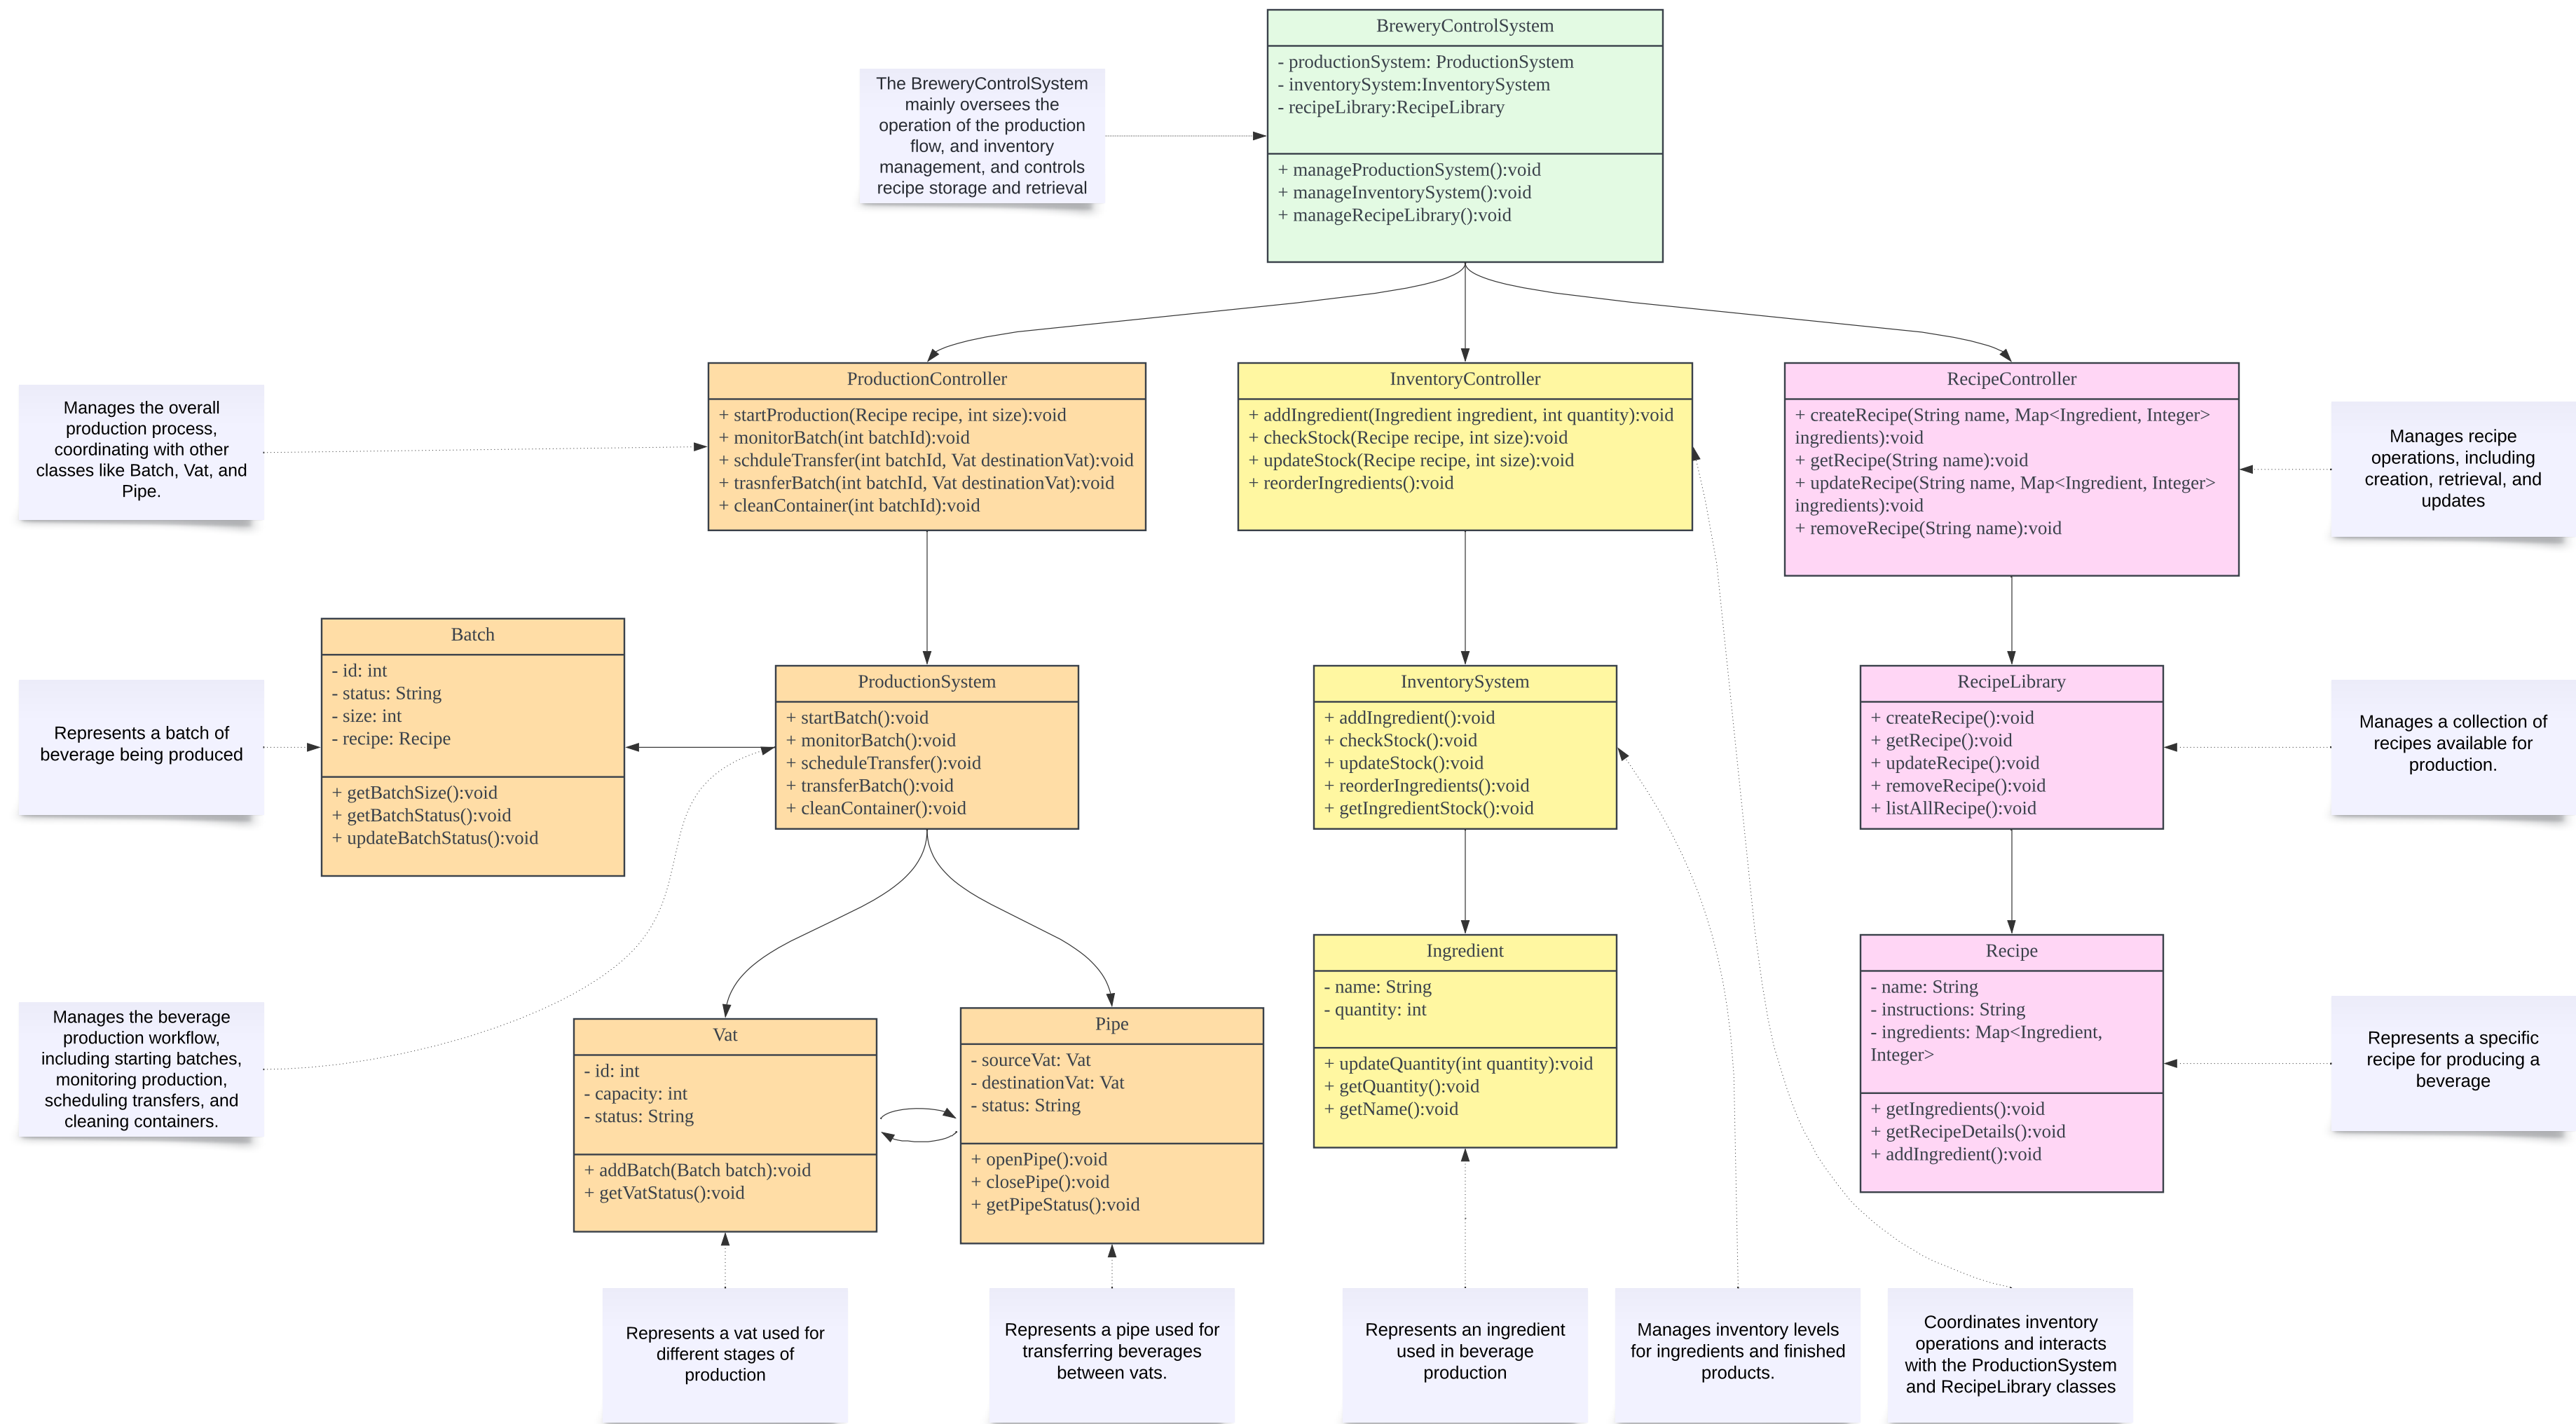 BreweryControlSystem
- productionSystem: ProductionSystem
- inventorySystem:InventorySystem
- recipeLibrary:RecipeLibrary
+ manageProductionSystem():void
+ manageInventorySystem():void
+ manageRecipeLibrary():void
The BreweryControlSystem
mainly oversees the
operation of the production
flow, and inventory
management, and controls
recipe storage and retrieval
Manages the overall
production process,
coordinating with other
classes like Batch, Vat, and
Pipe.
ProductionController
+ startProduction(Recipe recipe, int size):void
+ monitorBatch(int batchId):void
+ schduleTransfer(int batchId, Vat destinationVat):void
+ trasnferBatch(int batchId, Vat destinationVat):void
+ cleanContainer(int batchId):void
InventoryController
+ addIngredient(Ingredient ingredient, int quantity):void
+ checkStock(Recipe recipe, int size):void
+ updateStock(Recipe recipe, int size):void
+ reorderIngredients():void
RecipeController
+ createRecipe(String name, Map<Ingredient, Integer>
ingredients):void
+ getRecipe(String name):void
+ updateRecipe(String name, Map<Ingredient, Integer>
ingredients):void
+ removeRecipe(String name):void
Manages recipe
operations, including
creation, retrieval, and
updates
Represents a batch of
beverage being produced
Batch
- id: int
- status: String
- size: int
- recipe: Recipe
+ getBatchSize():void
+ getBatchStatus():void
+ updateBatchStatus():void
ProductionSystem
+ startBatch():void
+ monitorBatch():void
+ scheduleTransfer():void
+ transferBatch():void
+ cleanContainer():void
InventorySystem
+ addIngredient():void
+ checkStock():void
+ updateStock():void
+ reorderIngredients():void
+ getIngredientStock():void
RecipeLibrary
+ createRecipe():void
+ getRecipe():void
+ updateRecipe():void
+ removeRecipe():void
+ listAllRecipe():void
Manages a collection of
recipes available for
production.
Manages the beverage
production workflow,
including starting batches,
monitoring production,
scheduling transfers, and
cleaning containers.
Vat
- id: int
- capacity: int
- status: String
+ addBatch(Batch batch):void
+ getVatStatus():void
Pipe
- sourceVat: Vat
- destinationVat: Vat
- status: String
+ openPipe():void
+ closePipe():void
+ getPipeStatus():void
Ingredient
- name: String
- quantity: int
+ updateQuantity(int quantity):void
+ getQuantity():void
+ getName():void
Recipe
- name: String
- instructions: String
- ingredients: Map<Ingredient,
Integer>
+ getIngredients():void
+ getRecipeDetails():void
+ addIngredient():void
Represents a specific
recipe for producing a
beverage
Represents a vat used for
different stages of
production
Represents a pipe used for
transferring beverages
between vats.
Represents an ingredient
used in beverage
production
Manages inventory levels
for ingredients and finished
products.
Coordinates inventory
operations and interacts
with the ProductionSystem
and RecipeLibrary classes